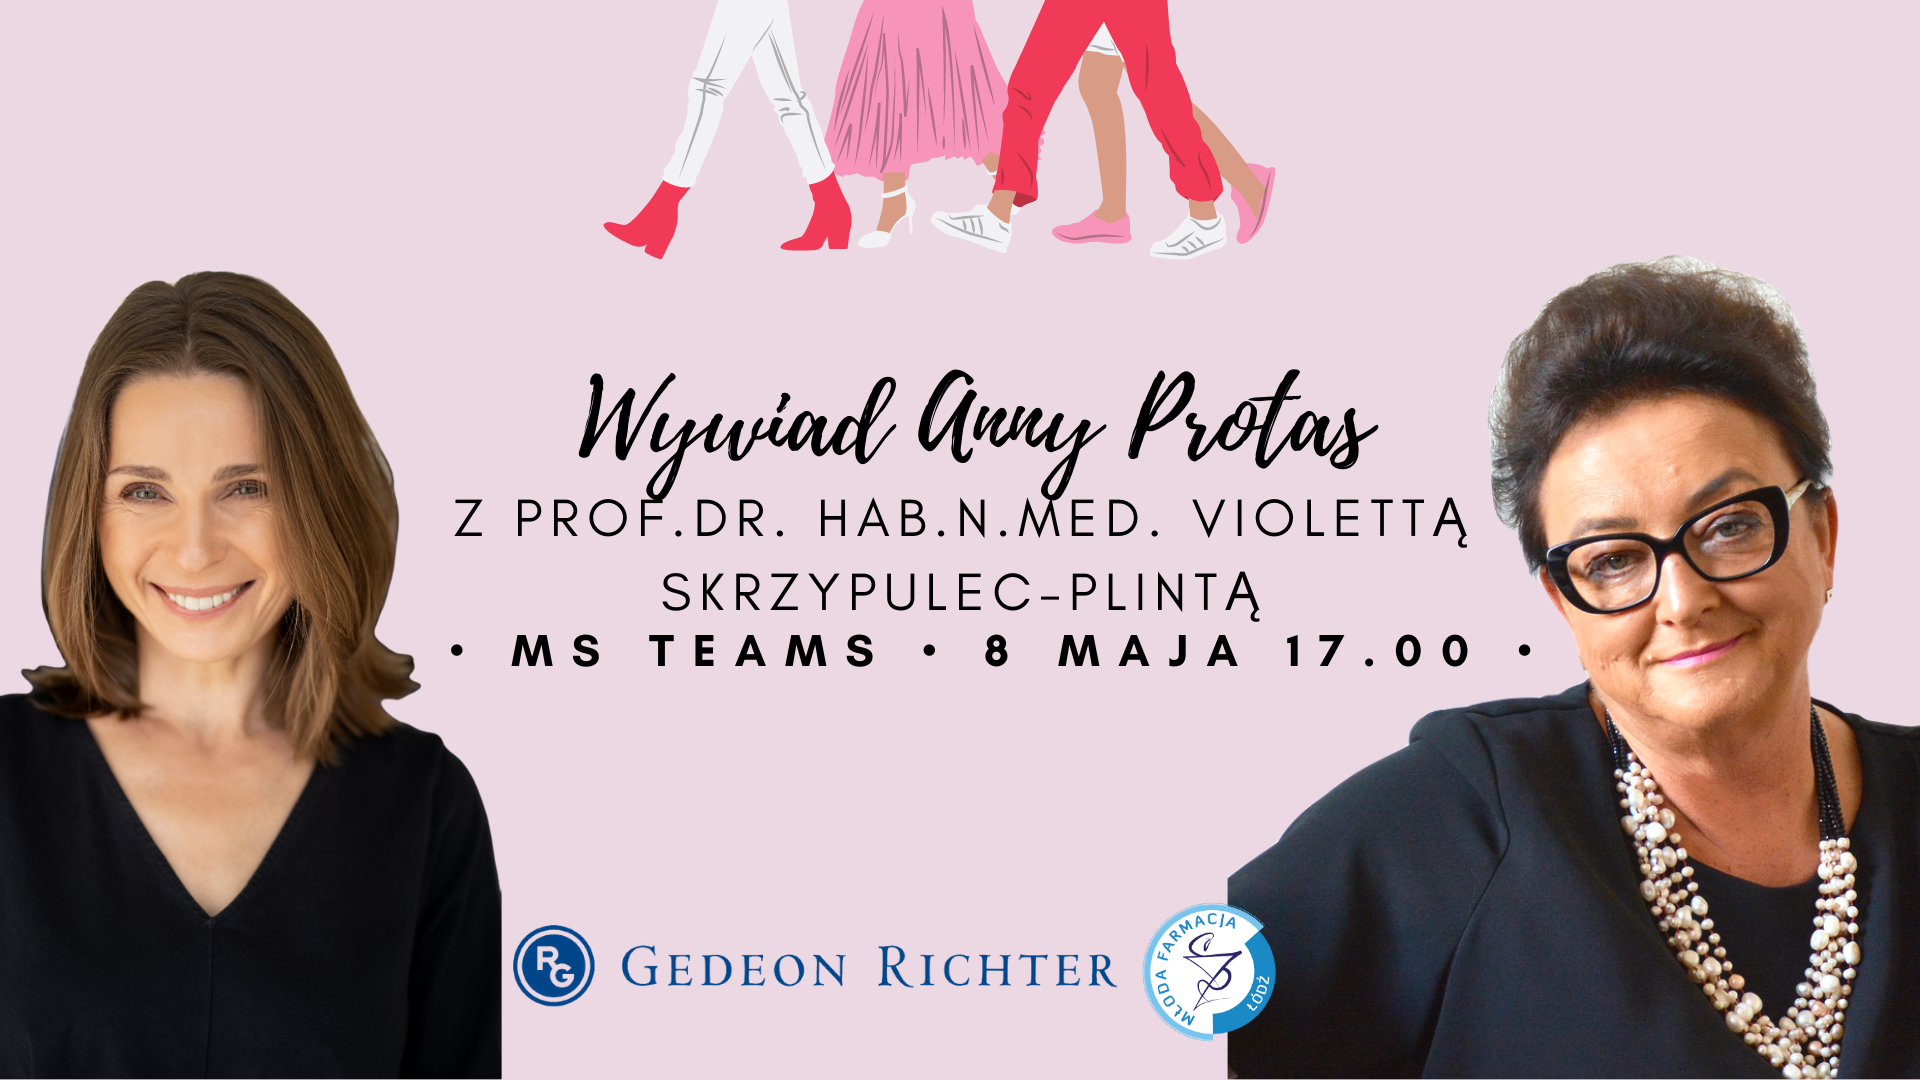 Wywiad Anny Protas
Z PROF.DR. HAB.N.MED. VIOLETTĄ
SKRZYPULEC-PLINTĄ
• MS TEAMS • 8 MAJA 17.00 •
RG GEDEON RICHTER
MŁODA FARMACJA
ŁÓDŹ